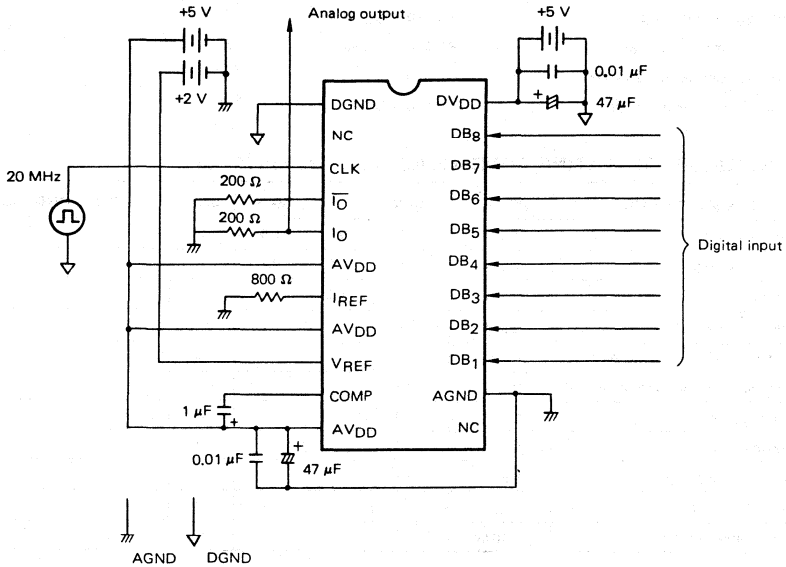 +5 V
Analog output
+5 V
+2 V
0.01 µF
+
47 µF
DGND
DVDD
NC
DB8
20 MHz
CLK
DB7
200 Ω
IO
DB6
200 Ω
IO
DB5
Digital input
AVDD
DB4
800 Ω
IREF
DB3
AVDD
DB2
VREF
DB1
COMP
AGND
1 µF
+
AVDD
NC
0.01 µF
+
47 µF
AGND
DGND